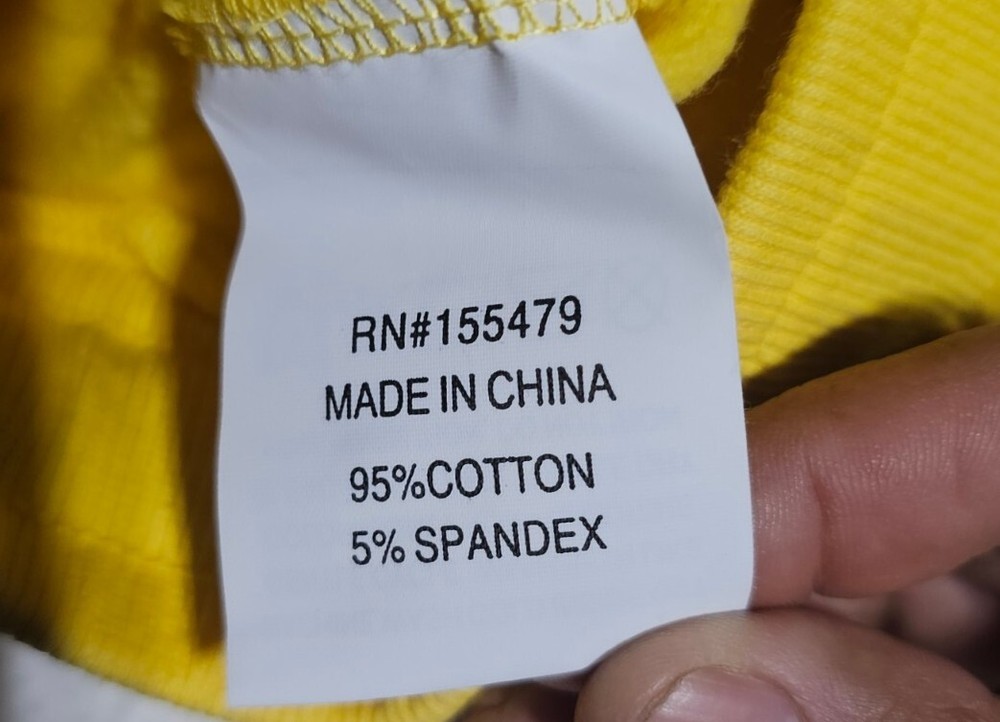 RN#155479
MADE IN CHINA
95%COTTON
5% SPANDEX